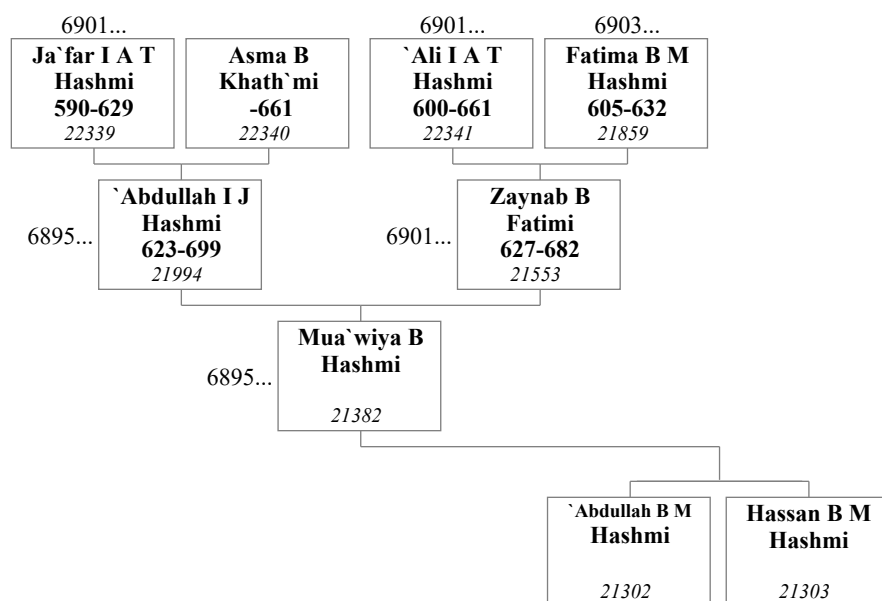 6901...
Ja`far I A T
Hashmi
590-629
22339
Asma B
Khath`mi
-661
22340
6901...
`Ali I A T
Hashmi
600-661
22341
6903...
Fatima B M
Hashmi
605-632
21859
6895...
`Abdullah I J
Hashmi
623-699
21994
6901...
Zaynab B
Fatimi
627-682
21553
6895...
Mua`wiya B
Hashmi
21382
`Abdullah B M
Hashmi
21302
Hassan B M
Hashmi
21303